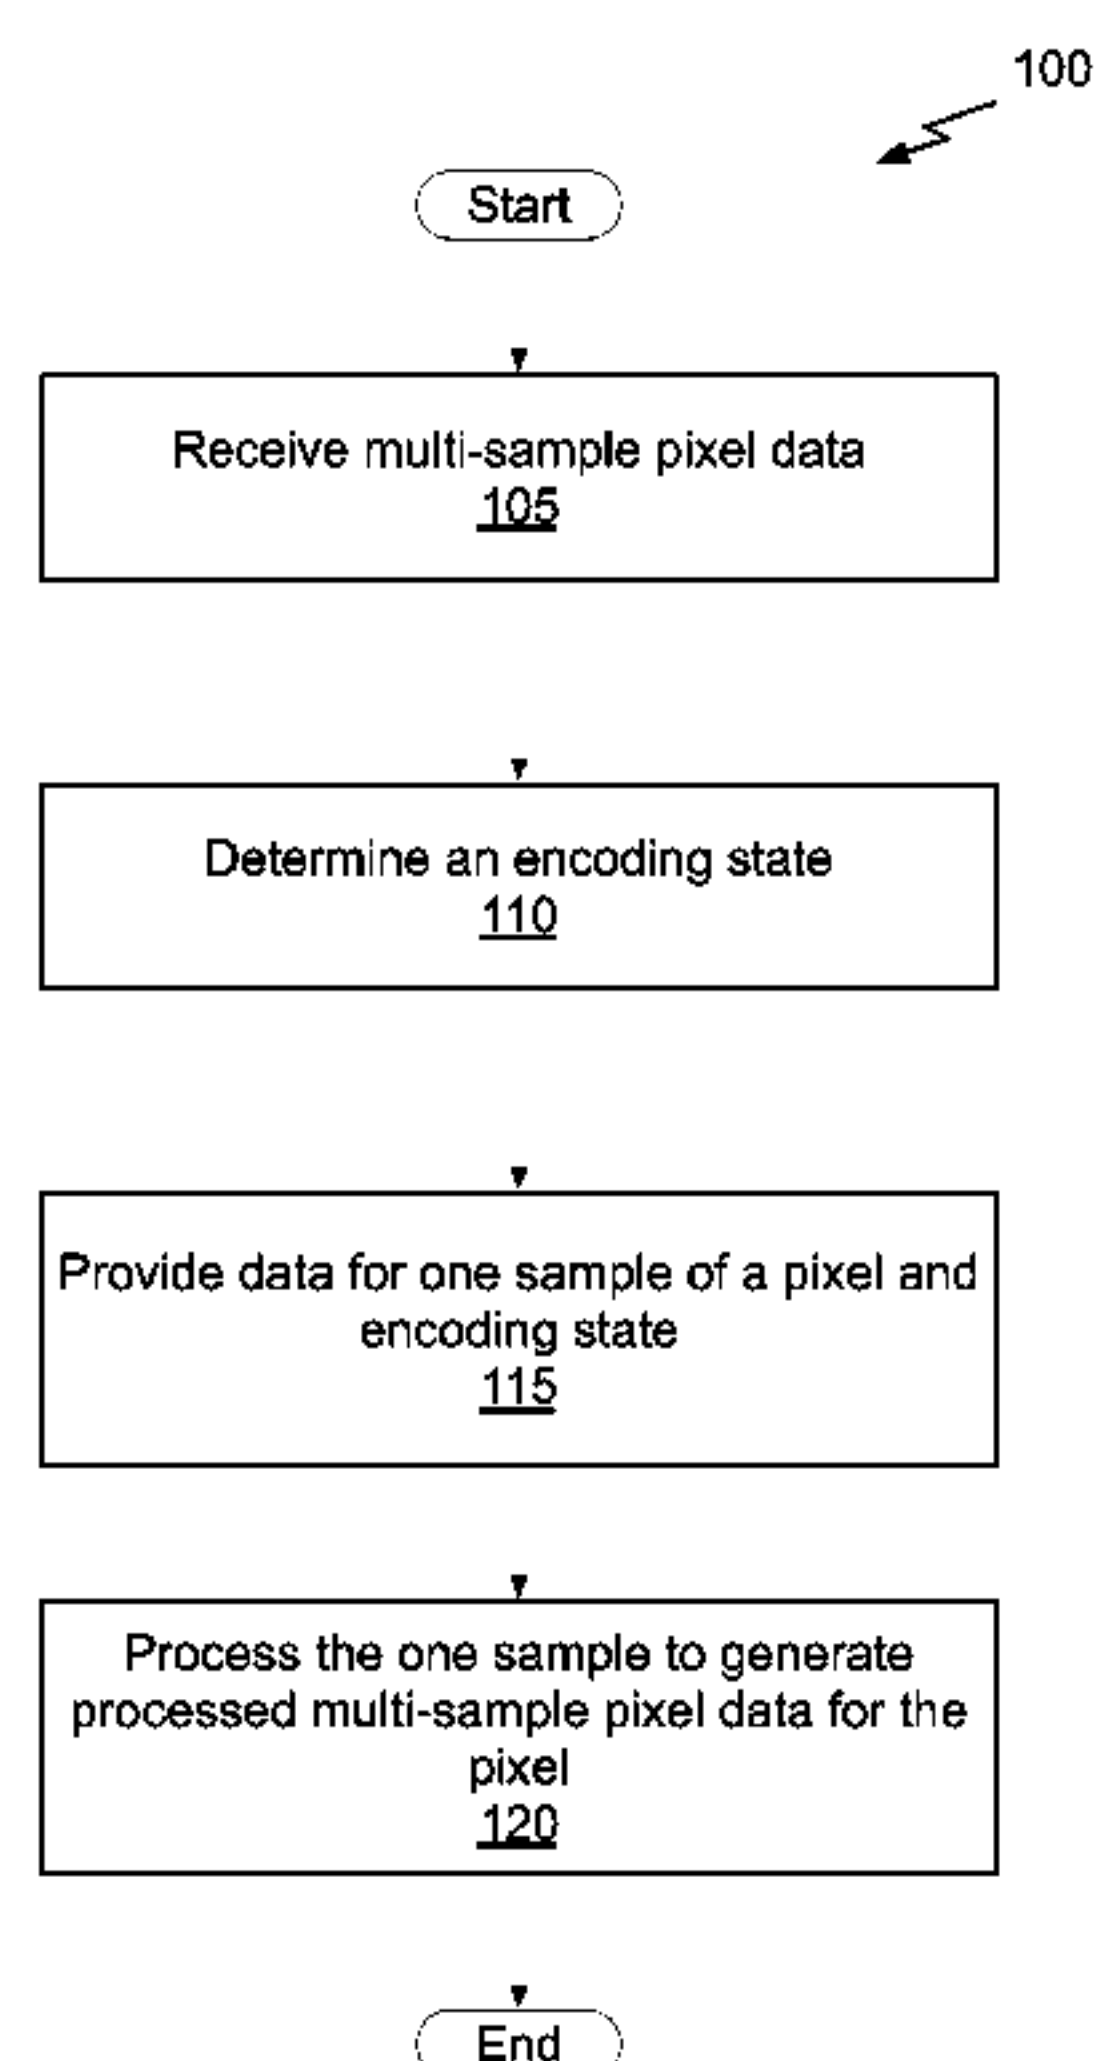 100
Start
Receive multi-sample pixel data
105
Determine an encoding state
110
Provide data for one sample of a pixel and
encoding state
115
Process the one sample to generate
processed multi-sample pixel data for the
pixel
120
End